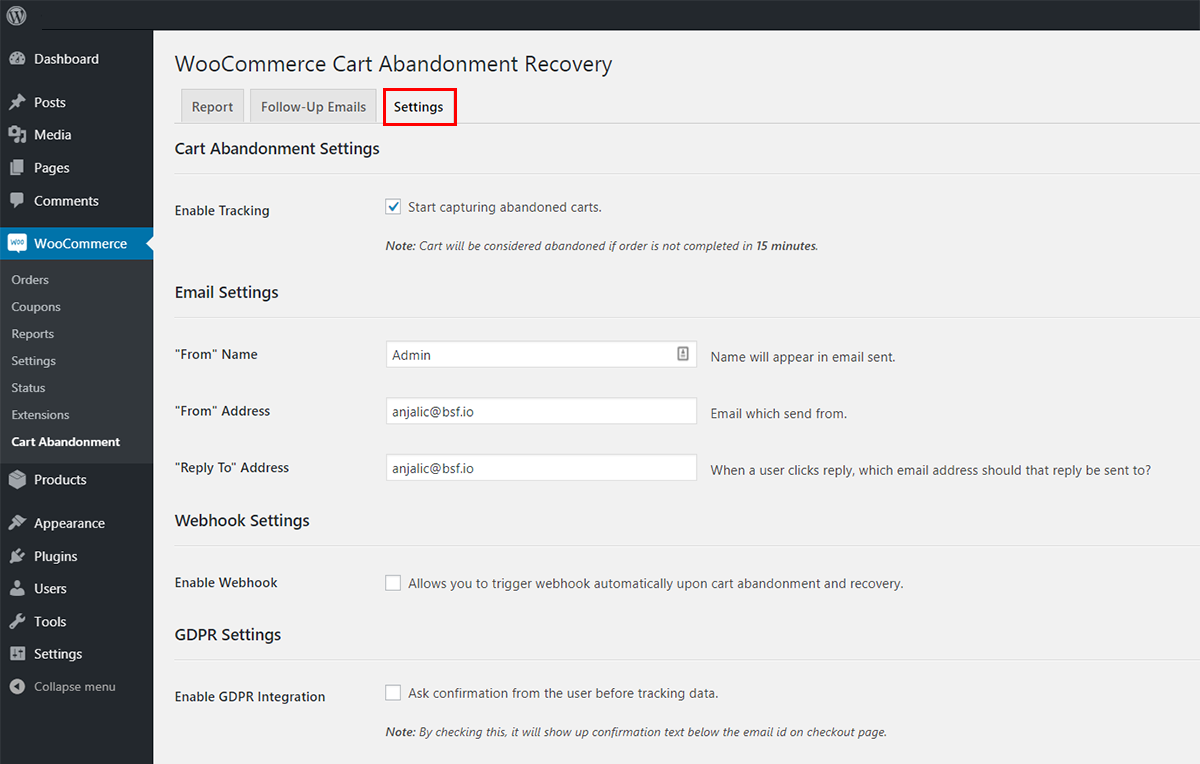 Dashboard
Posts
Media
Pages
Comments
woo WooCommerce
Orders
Coupons
Reports
Settings
Status
Extensions
Cart Abandonment
Products
Appearance
Plugins
Users
Tools
Settings
Collapse menu
WooCommerce Cart Abandonment Recovery
Report Follow-Up Emails Settings
Cart Abandonment Settings
Enable Tracking Start capturing abandoned carts.
Note: Cart will be considered abandoned if order is not completed in 15 minutes.
Email Settings
"From" Name Admin Name will appear in email sent.
"From" Address anjalic@bsf.io Email which send from.
"Reply To" Address anjalic@bsf.io When a user clicks reply, which email address should that reply be sent to?
Webhook Settings
Enable Webhook Allows you to trigger webhook automatically upon cart abandonment and recovery.
GDPR Settings
Enable GDPR Integration Ask confirmation from the user before tracking data.
Note: By checking this, it will show up confirmation text below the email id on checkout page.